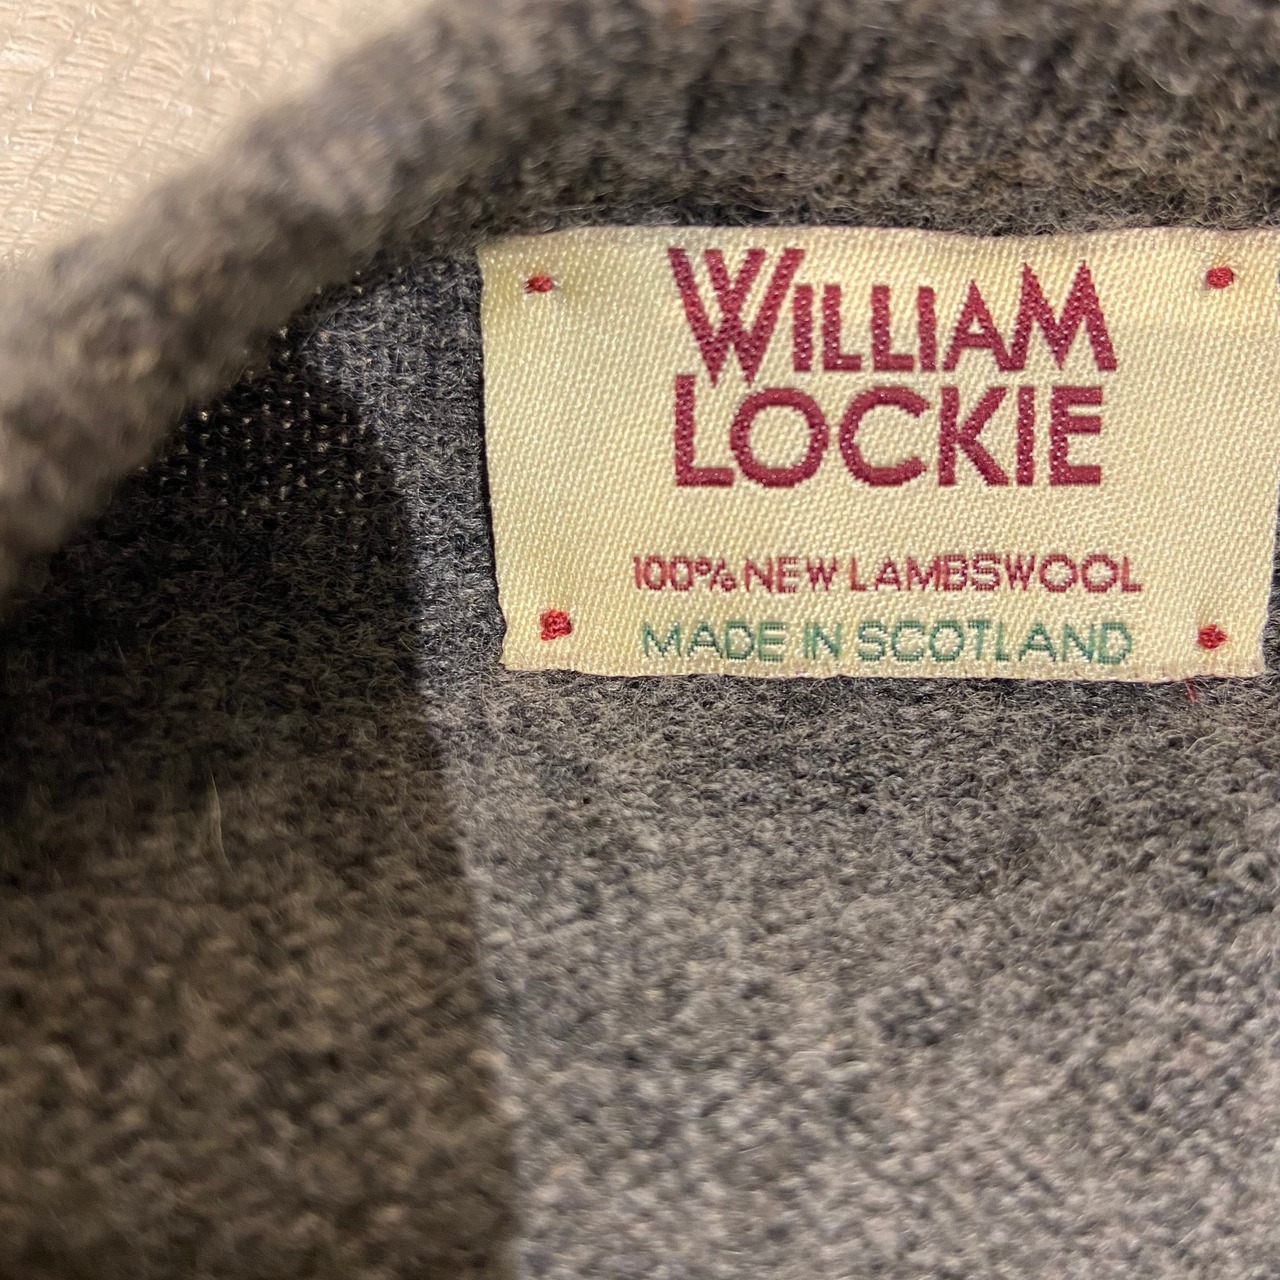 WILLIAM
LOCKIE
100% NEW LAMBSWOOL
MADE IN SCOTLAND